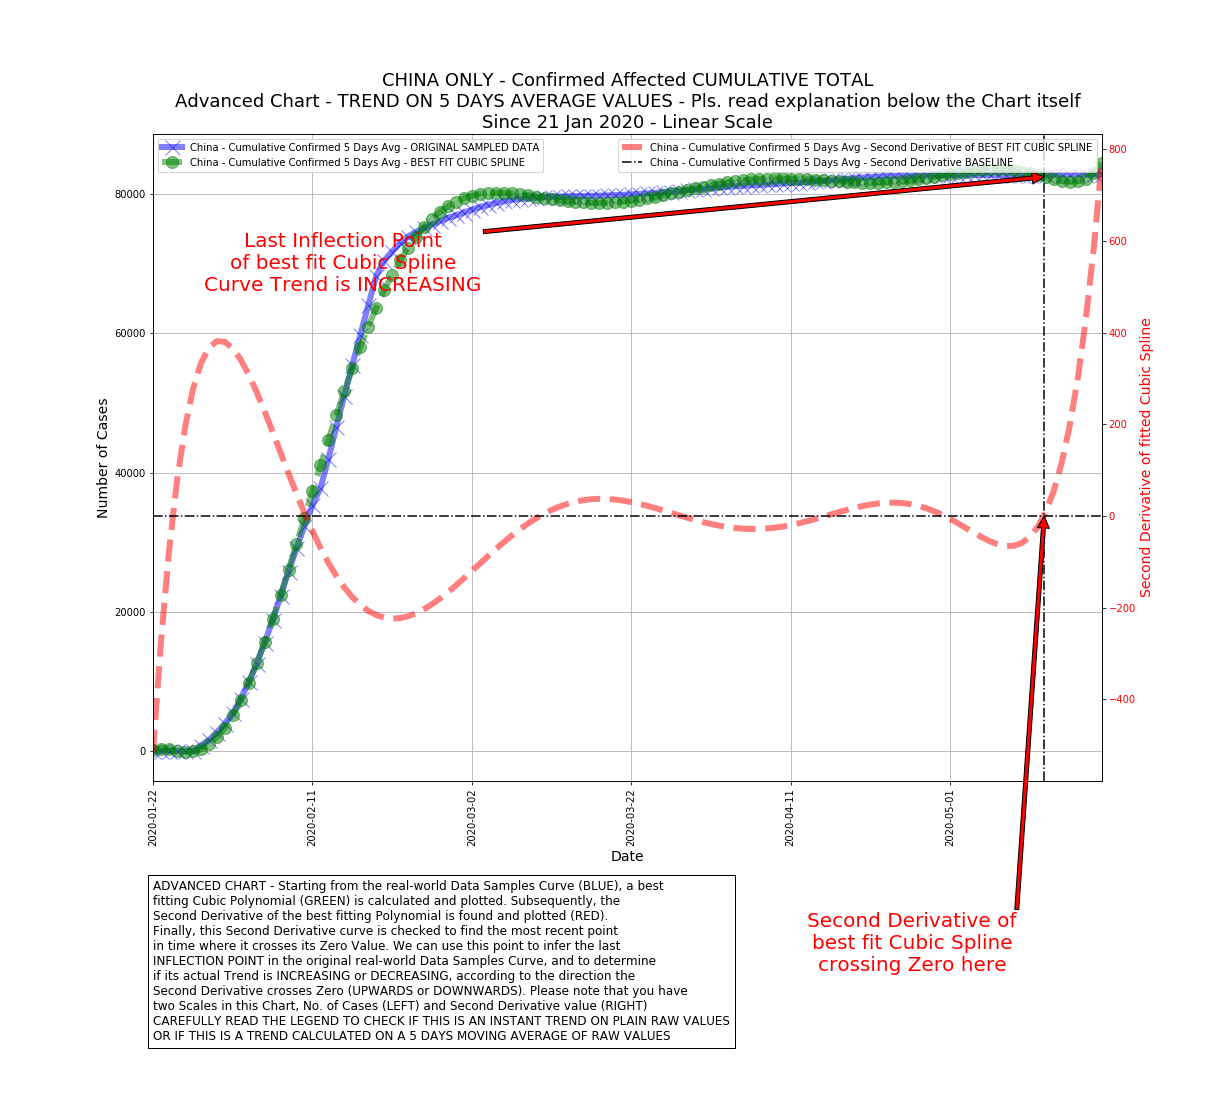 CHINA ONLY - Confirmed Affected CUMULATIVE TOTAL
Advanced Chart - TREND ON 5 DAYS AVERAGE VALUES - Pls. read explanation below the Chart itself
Since 21 Jan 2020 - Linear Scale
China - Cumulative Confirmed 5 Days Avg - ORIGINAL SAMPLED DATA
China - Cumulative Confirmed 5 Days Avg - BEST FIT CUBIC SPLINE
China - Cumulative Confirmed 5 Days Avg - Second Derivative of BEST FIT CUBIC SPLINE
China - Cumulative Confirmed 5 Days Avg - Second Derivative BASELINE
Last Inflection Point
of best fit Cubic Spline
Curve Trend is INCREASING
Number of Cases
80000
60000
40000
20000
0
800
600
400
200
0
−200
−400
Second Derivative of fitted Cubic Spline
2020-01-22
2020-02-11
2020-03-02
2020-03-22
2020-04-11
2020-05-01
Date
Second Derivative of
best fit Cubic Spline
crossing Zero here
ADVANCED CHART - Starting from the real-world Data Samples Curve (BLUE), a best
fitting Cubic Polynomial (GREEN) is calculated and plotted. Subsequently, the
Second Derivative of the best fitting Polynomial is found and plotted (RED).
Finally, this Second Derivative curve is checked to find the most recent point
in time where it crosses its Zero Value. We can use this point to infer the last
INFLECTION POINT in the original real-world Data Samples Curve, and to determine
if its actual Trend is INCREASING or DECREASING, according to the direction the
Second Derivative crosses Zero (UPWARDS or DOWNWARDS). Please note that you have
two Scales in this Chart, No. of Cases (LEFT) and Second Derivative value (RIGHT)
CAREFULLY READ THE LEGEND TO CHECK IF THIS IS AN INSTANT TREND ON PLAIN RAW VALUES
OR IF THIS IS A TREND CALCULATED ON A 5 DAYS MOVING AVERAGE OF RAW VALUES